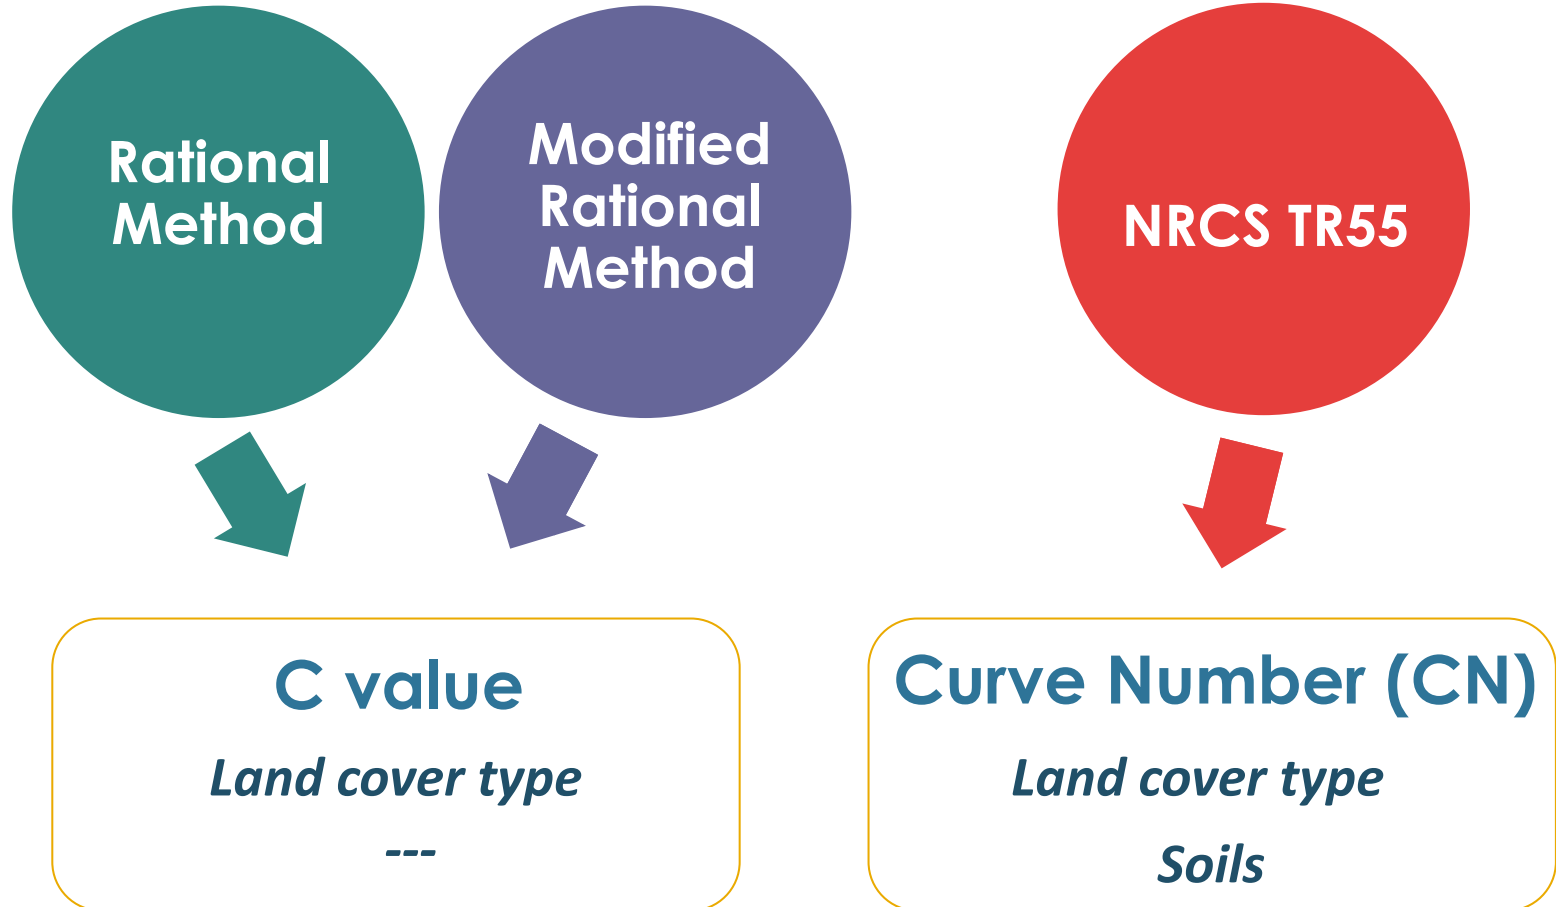 Rational
Method
Modified
Rational
Method
NRCS TR55
C value
Land cover type
---
Curve Number (CN)
Land cover type
Soils